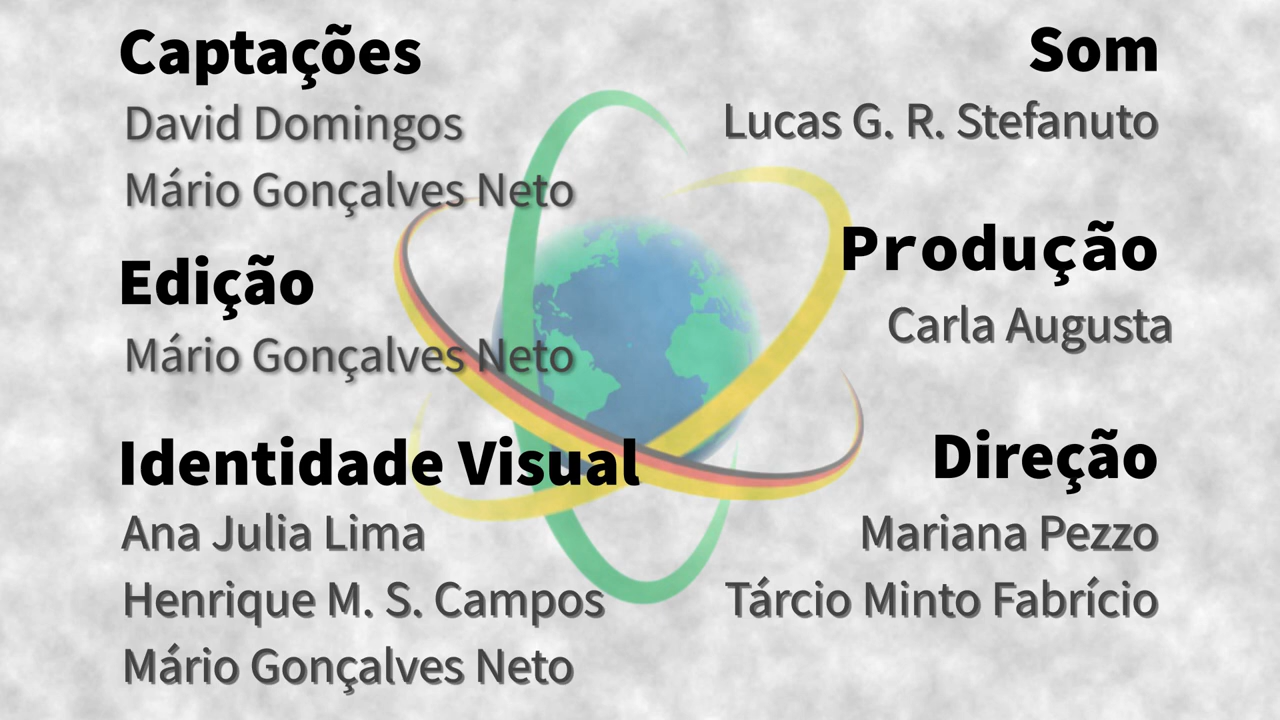 Captações
David Domingos
Mário Gonçalves Neto
Edição
Mário Gonçalves Neto
Identidade Visual
Ana Julia Lima
Henrique M. S. Campos
Mário Gonçalves Neto
Som
Lucas G. R. Stefanuto
Produção
Carla Augusta
Direção
Mariana Pezzo
Tárcio Minto Fabrício